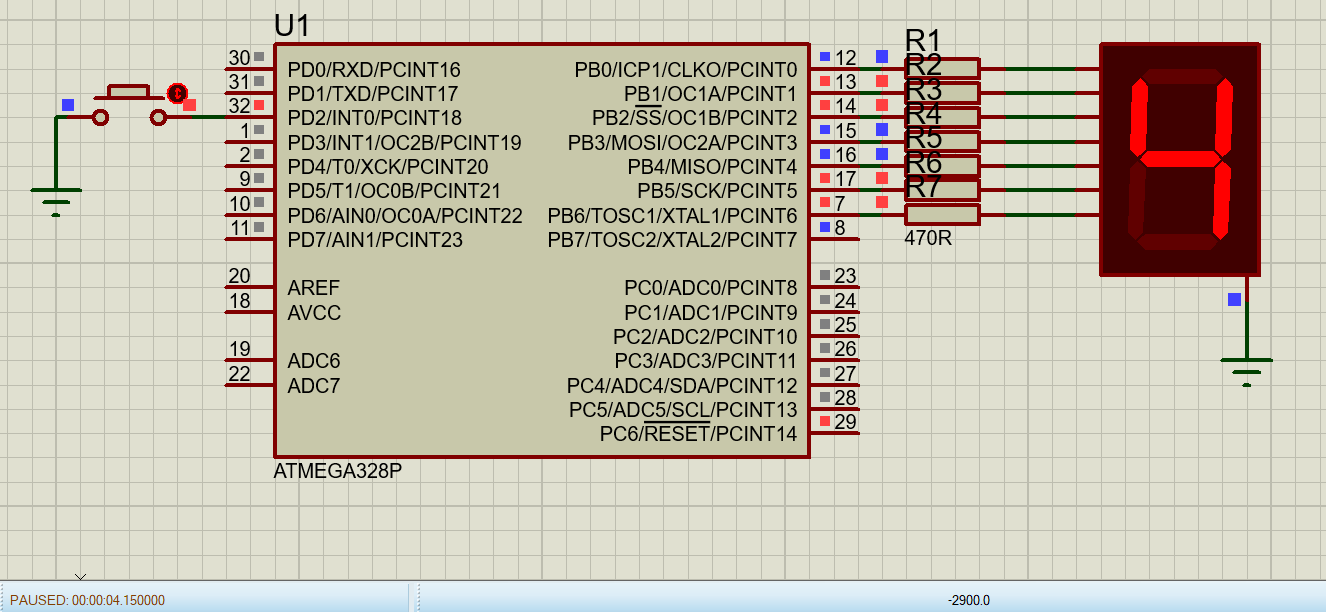 U1
30 PD0/RXD/PCINT16
31 PD1/TXD/PCINT17
32 PD2/INT0/PCINT18
1 PD3/INT1/OC2B/PCINT19
2 PD4/T0/XCK/PCINT20
9 PD5/T1/OC0B/PCINT21
10 PD6/AIN0/OC0A/PCINT22
11 PD7/AIN1/PCINT23
20 AREF
18 AVCC
19 ADC6
22 ADC7
PB0/ICP1/CLKO/PCINT0 12
PB1/OC1A/PCINT1 13
PB2/SS/OC1B/PCINT2 14
PB3/MOSI/OC2A/PCINT3 15
PB4/MISO/PCINT4 16
PB5/SCK/PCINT5 17
PB6/TOSC1/XTAL1/PCINT6 7
PB7/TOSC2/XTAL2/PCINT7 8
PC0/ADC0/PCINT8 23
PC1/ADC1/PCINT9 24
PC2/ADC2/PCINT10 25
PC3/ADC3/PCINT11 26
PC4/ADC4/SDA/PCINT12 27
PC5/ADC5/SCL/PCINT13 28
PC6/RESET/PCINT14 29
ATMEGA328P
R1
R2
R3
R4
R5
R6
R7
470R
4
PAUSED: 00:00:04.150000
-2900.0